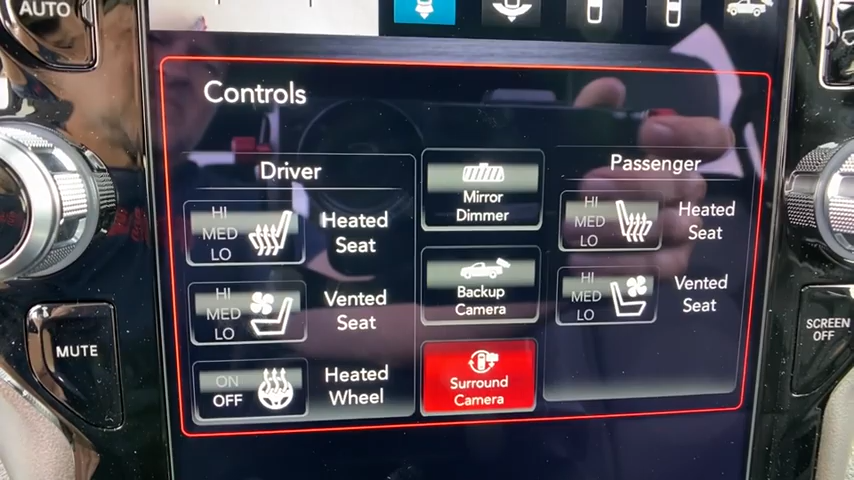 AUTO
Controls
Driver
HI
MED
LO
Heated
Seat
HI
MED
LO
Vented
Seat
ON
OFF
Heated
Wheel
Mirror
Dimmer
Backup
Camera
Surround
Camera
Passenger
HI
MED
LO
Heated
Seat
HI
MED
LO
Vented
Seat
MUTE
SCREEN
OFF